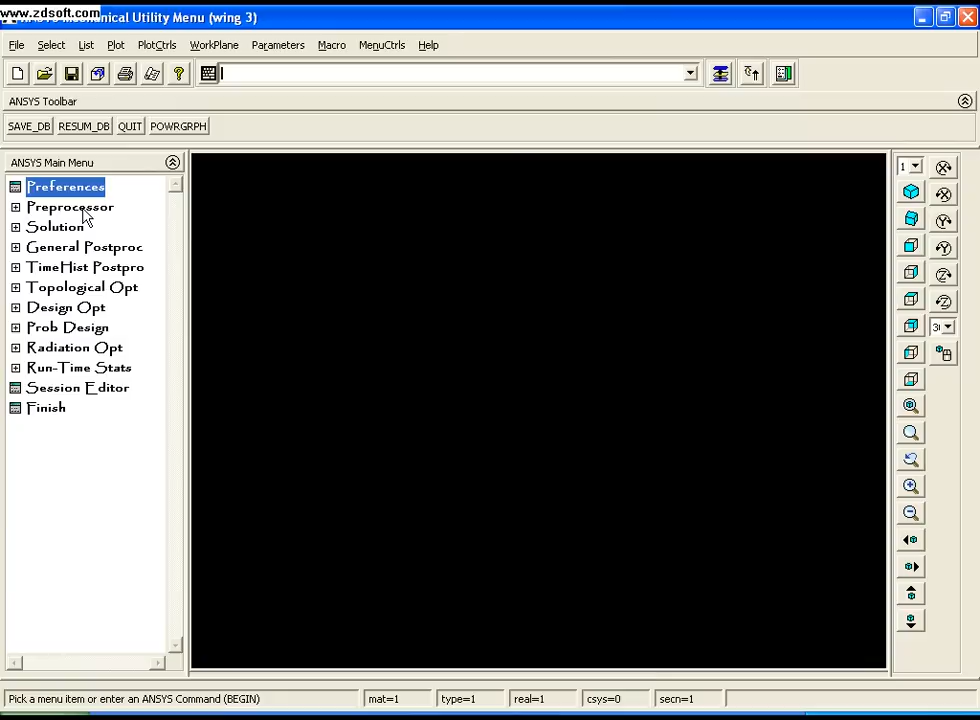 www.zdsoft.com
Mechanical Utility Menu (wing 3)
File Select List Plot PlotCtrls WorkPlane Parameters Macro MenuCtrls Help
ANSYS Toolbar
SAVE_DB RESUM_DB QUIT POWRGRPH
ANSYS Main Menu
Preferences
Preprocessor
Solution
General Postproc
TimeHist Postpro
Topological Opt
Design Opt
Prob Design
Radiation Opt
Run-Time Stats
Session Editor
Finish
1
Pick a menu item or enter an ANSYS Command (BEGIN) mat=1 type=1 real=1 csys=0 secn=1